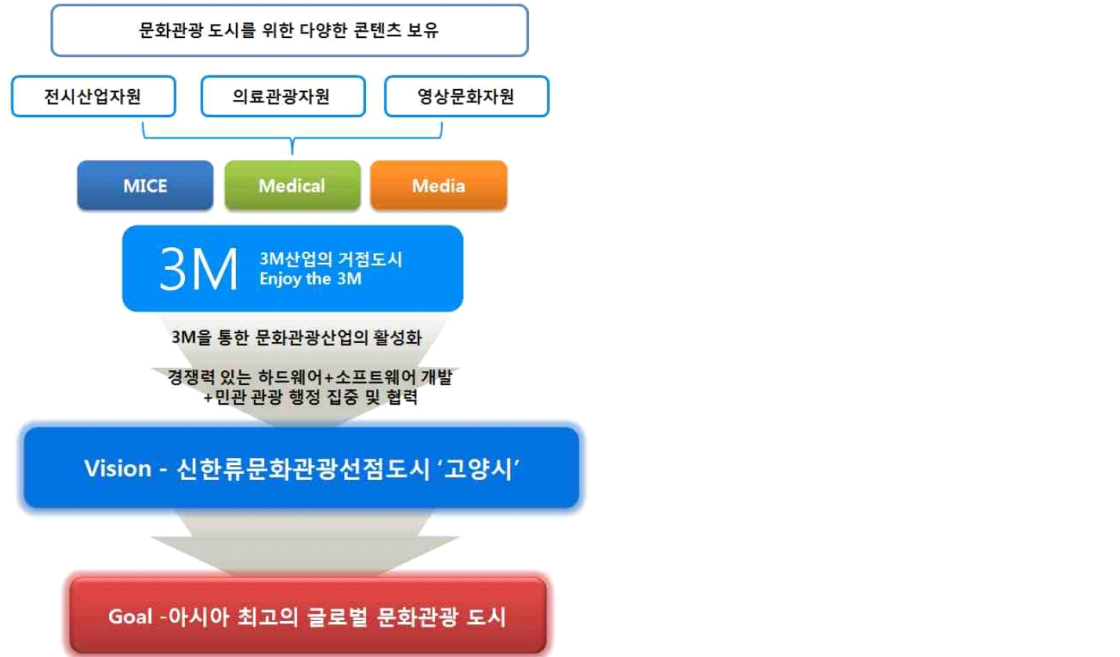 문화관광 도시를 위한 다양한 콘텐츠 보유
전시산업자원
의료관광자원
영상문화자원
MICE
Medical
Media
3M
3M산업의 거점도시
Enjoy the 3M
3M을 통한 문화관광산업의 활성화
경쟁력 있는 하드웨어+소프트웨어 개발
+민관 관광 행정 집중 및 협력
Vision - 신한류문화관광선점도시 ‘고양시’
Goal -아시아 최고의 글로벌 문화관광 도시